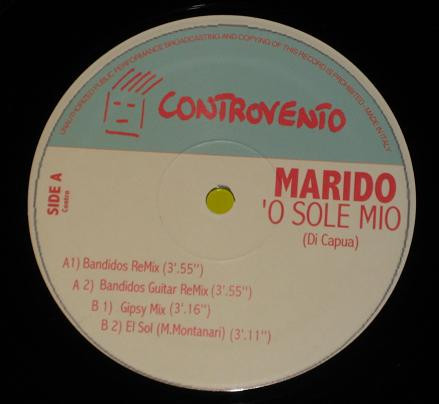 UNAUTHORIZED PUBLIC PERFORMANCE BROADCASTING AND COPYING OF THIS RECORD IS PROHIBITED - MADE IN ITALY
CONTROVENTO
SIDE A
Contro
MARIDO
'O SOLE MIO
(Di Capua)
A1) Bandidos ReMix (3'.55")
A 2) Bandidos Guitar ReMix (3'.55")
B 1) Gipsy Mix (3'.16")
B 2) El Sol (M.Montanari) (3'.11")